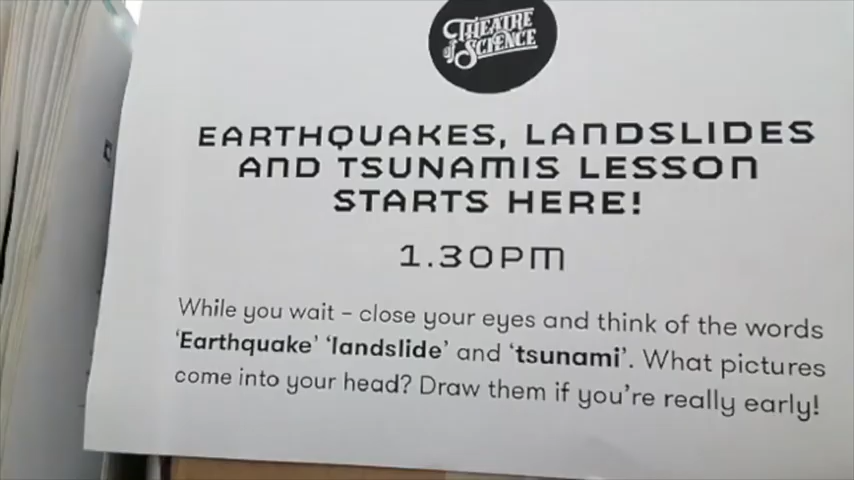 THEATRE
of SCIENCE
EARTHQUAKES, LANDSLIDES
AND TSUNAMIS LESSON
STARTS HERE!
1.30PM
While you wait – close your eyes and think of the words
'Earthquake' 'landslide' and 'tsunami'. What pictures
come into your head? Draw them if you're really early!